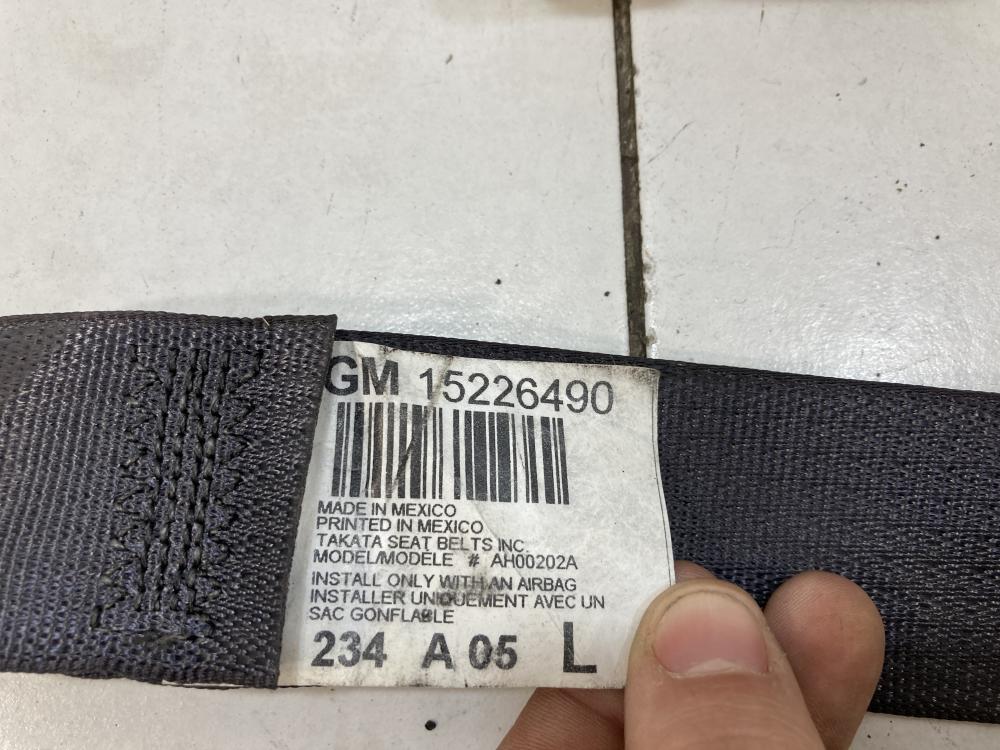 GM 15226490
MADE IN MEXICO
PRINTED IN MEXICO
TAKATA SEAT BELTS INC.
MODEL/MODÈLE # AH00202A
INSTALL ONLY WITH AN AIRBAG
INSTALLER UNIQUEMENT AVEC UN
SAC GONFLABLE
234 A 05 L